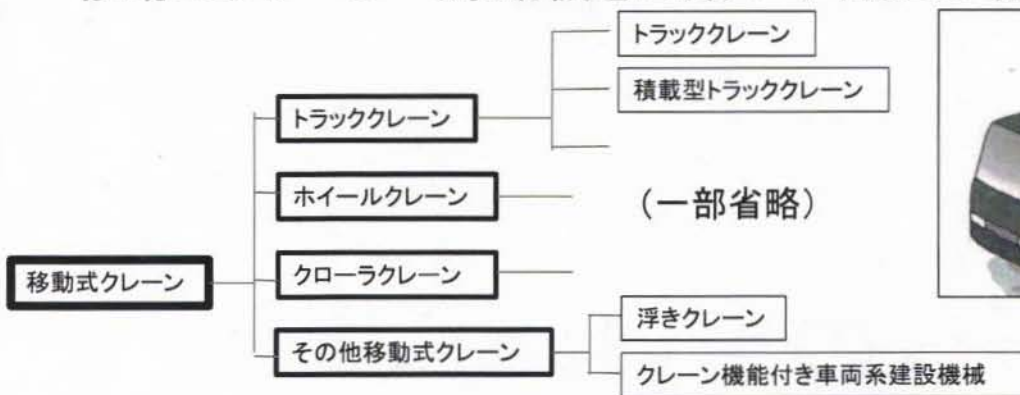 トラッククレーン
積載型トラッククレーン
トラッククレーン
ホイールクレーン
(一部省略)
クローラクレーン
移動式クレーン
浮きクレーン
その他移動式クレーン
クレーン機能付き車両系建設機械